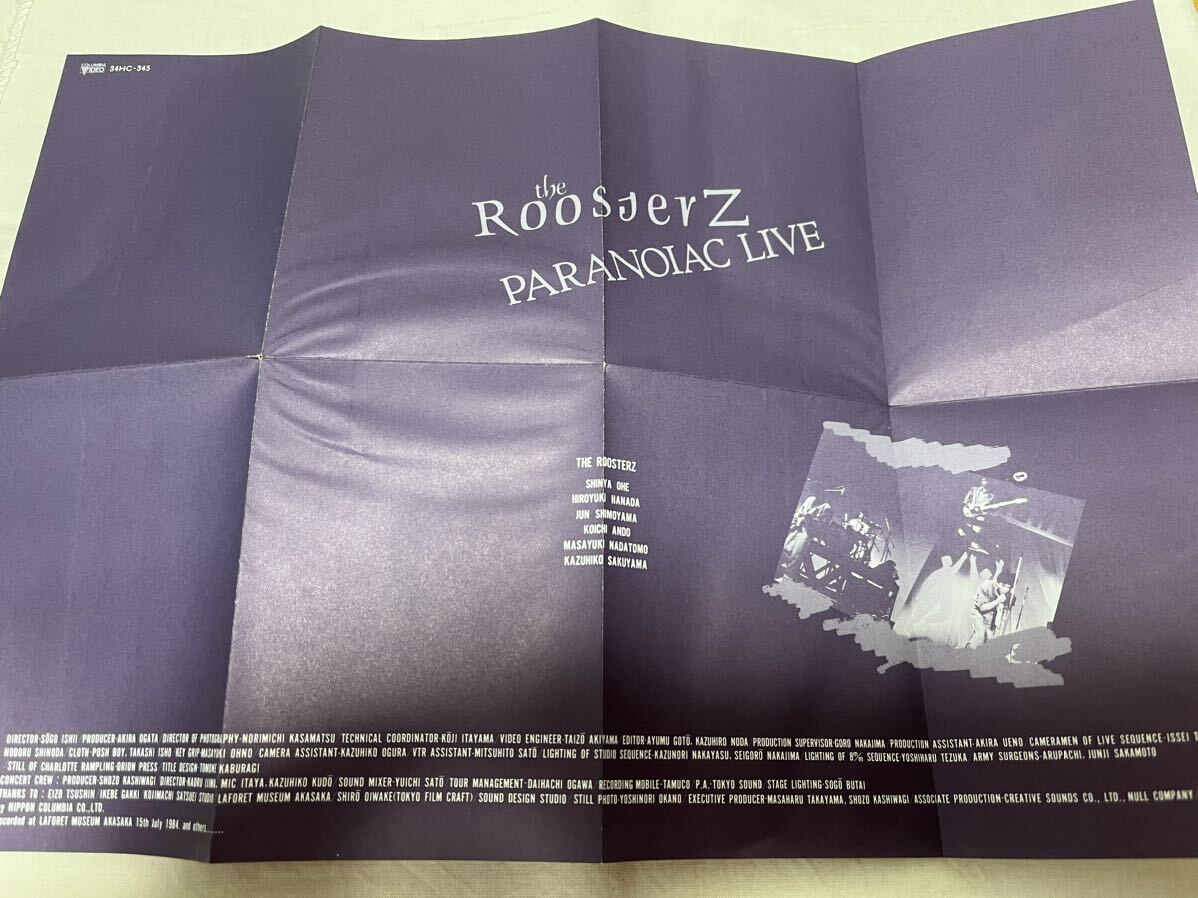 COLUMBIA VIDEO 34HC-345
the
RoosterZ
PARANOIAC LIVE
THE ROOSTERZ
SHINYA OHE
HIROYUKI HANADA
JUN SHIMOYAMA
KOICHI ANDO
MASAYUKI NADATOMO
KAZUHIKO SAKUYAMA
DIRECTOR·SŌGO ISHII/PRODUCER·AKIRA OGATA DIRECTOR OF PHOTOGRAPHY·NORIMICHI KASAMATSU TECHNICAL COORDINATOR·KŌJI ITAYAMA VIDEO ENGINEER·TAIZŌ AKIYAMA EDITOR·AYUMU GOTŌ, KAZUHIRO NODA PRODUCTION SUPERVISOR·GORO NAKAJIMA PRODUCTION ASSISTANT·AKIRA UENO CAMERAMEN OF LIVE SEQUENCE·ISSEI
NOBORU SHINODA/CLOTH·POSH BOY, TAKASHI ISHO/KEY GRIP·MASAYUKI OHNO CAMERA ASSISTANT·KAZUHIKO OGURA/VTR ASSISTANT·MITSUHITO SATŌ LIGHTING OF STUDIO SEQUENCE·KAZUNORI NAKAYASU, SEIGORŌ NAKAJIMA LIGHTING OF 8㎜ SEQUENCE·YOSHIHARU TEZUKA ARMY SURGEONS·ARUPACHI, JUNJI SAKAMOTO
STILL OF CHARLOTTE RAMPLING·ORION PRESS TITLE DESIGN· KABURAGI
CONCERT CREW : PRODUCER·SHOZO KASHIWAGI DIRECTOR·KAORU IIMIC ITAYA, KAZUHIKO KUDŌ SOUND MIXER·YUICHI SATŌ TOUR MANAGEMENT·DAIHACHI OGAWA RECORDING MOBILE·TAMUCO P.A.·TOKYO SOUND STAGE LIGHTING·SOGŌ BUTAI
THANKS TO : EIZO TSUSHIN/IKEBE GAKKI/KOJIMACHI SATSUEI STUDIO LAFORET MUSEUM AKASAKA/SHIRŌ OIWAKE(TOKYO FILM CRAFT) SOUND DESIGN STUDIO/STILL PHOTO·YOSHINORI OKANO EXECUTIVE PRODUCER·MASAHARU TAKAYAMA, SHOZO KASHIWAGI ASSOCIATE PRODUCTION·CREATIVE SOUNDS CO., LTD., NULL COMPANY
by NIPPON COLUMBIA CO.,LTD.
recorded at LAFORET MUSEUM AKASAKA 15th July 1984, and others......